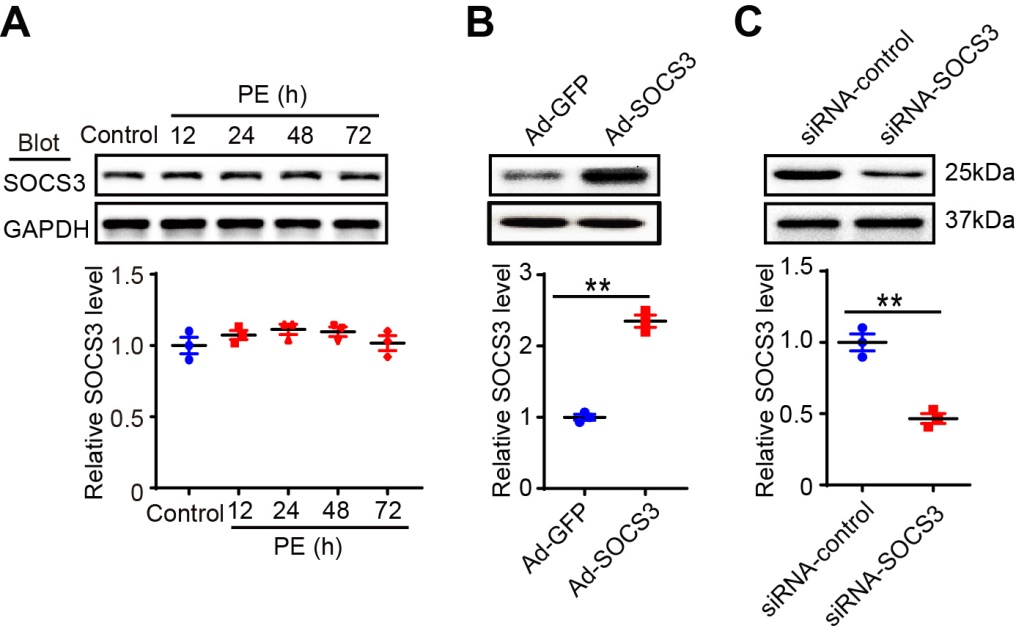 A
PE (h)
Blot
Control 12 24 48 72
SOCS3
GAPDH
Relative SOCS3 level
1.5
1.0
0.5
0
Control 12 24 48 72
PE (h)
B
Ad-GFP
Ad-SOCS3
Relative SOCS3 level
3
2
1
0
**
Ad-GFP
Ad-SOCS3
C
siRNA-control
siRNA-SOCS3
25kDa
37kDa
Relative SOCS3 level
1.5
1.0
0.5
0
**
siRNA-control
siRNA-SOCS3